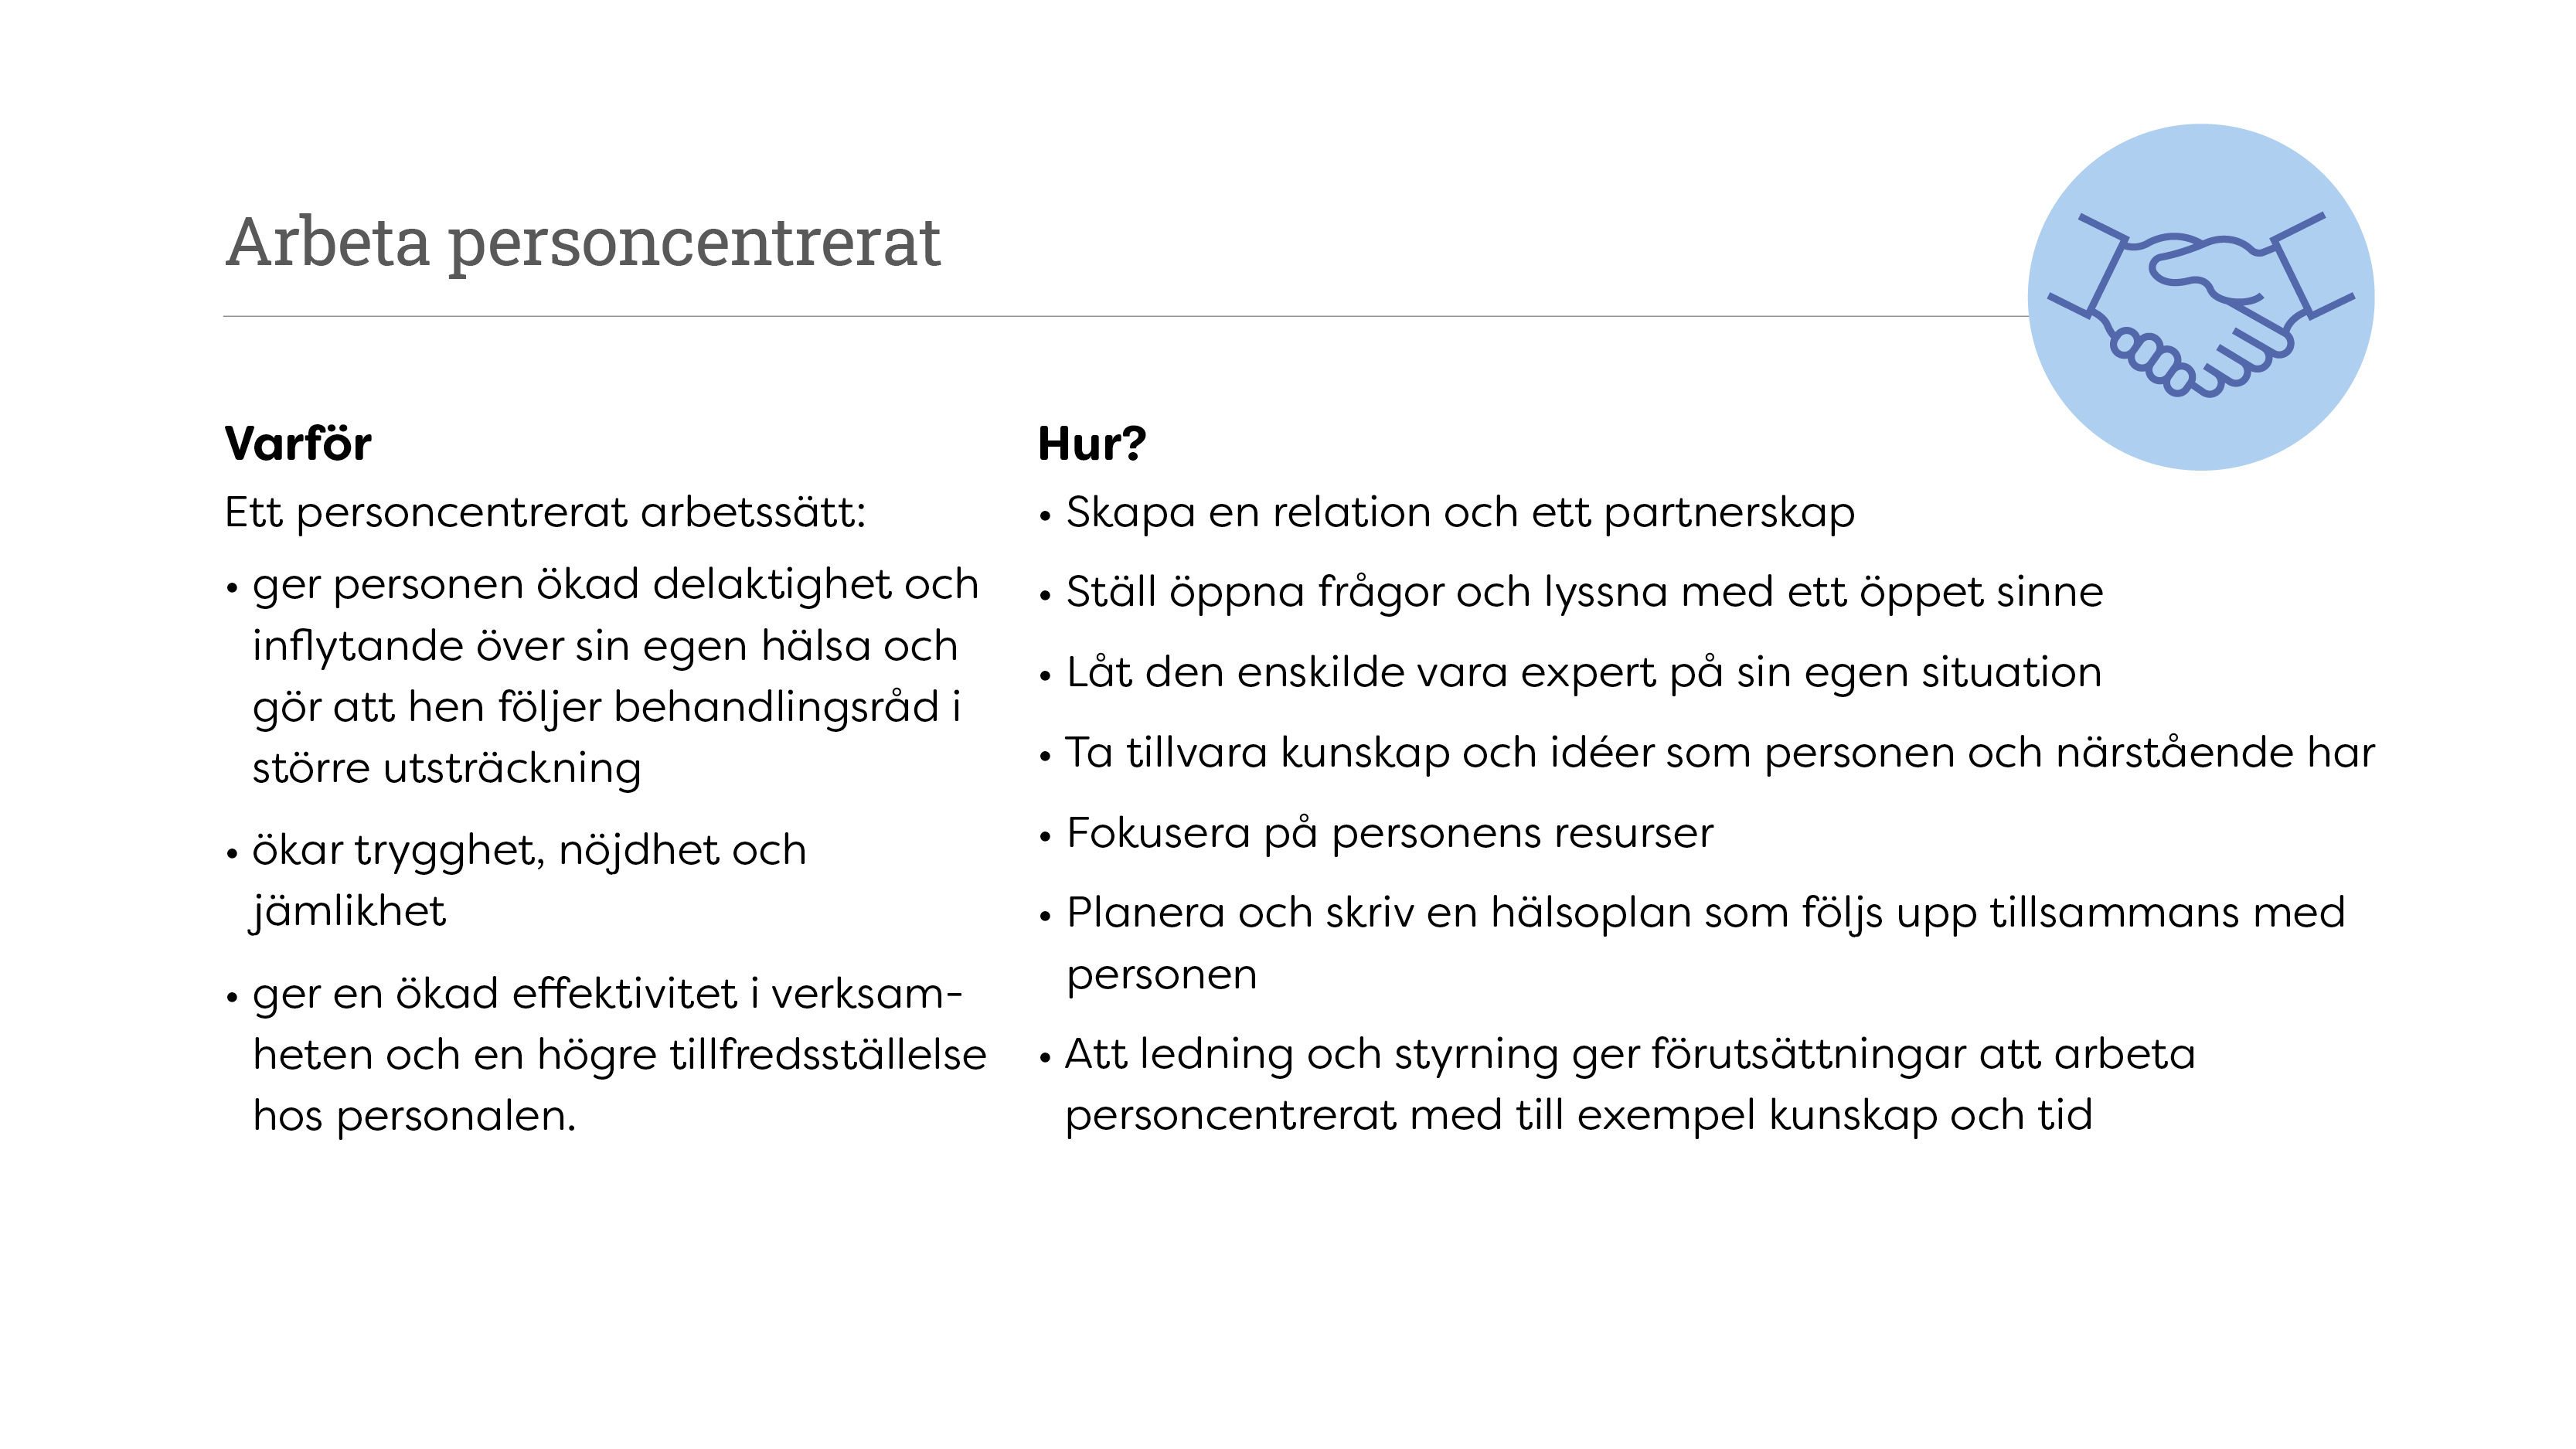 Arbeta personcentrerat
Varför
Ett personcentrerat arbetssätt:
• ger personen ökad delaktighet och
inflytande över sin egen hälsa och
gör att hen följer behandlingsråd i
större utsträckning
• ökar trygghet, nöjdhet och
jämlikhet
• ger en ökad effektivitet i verksam-
heten och en högre tillfredsställelse
hos personalen.
Hur?
• Skapa en relation och ett partnerskap
• Ställ öppna frågor och lyssna med ett öppet sinne
• Låt den enskilde vara expert på sin egen situation
• Ta tillvara kunskap och idéer som personen och närstående har
• Fokusera på personens resurser
• Planera och skriv en hälsoplan som följs upp tillsammans med
personen
• Att ledning och styrning ger förutsättningar att arbeta
personcentrerat med till exempel kunskap och tid